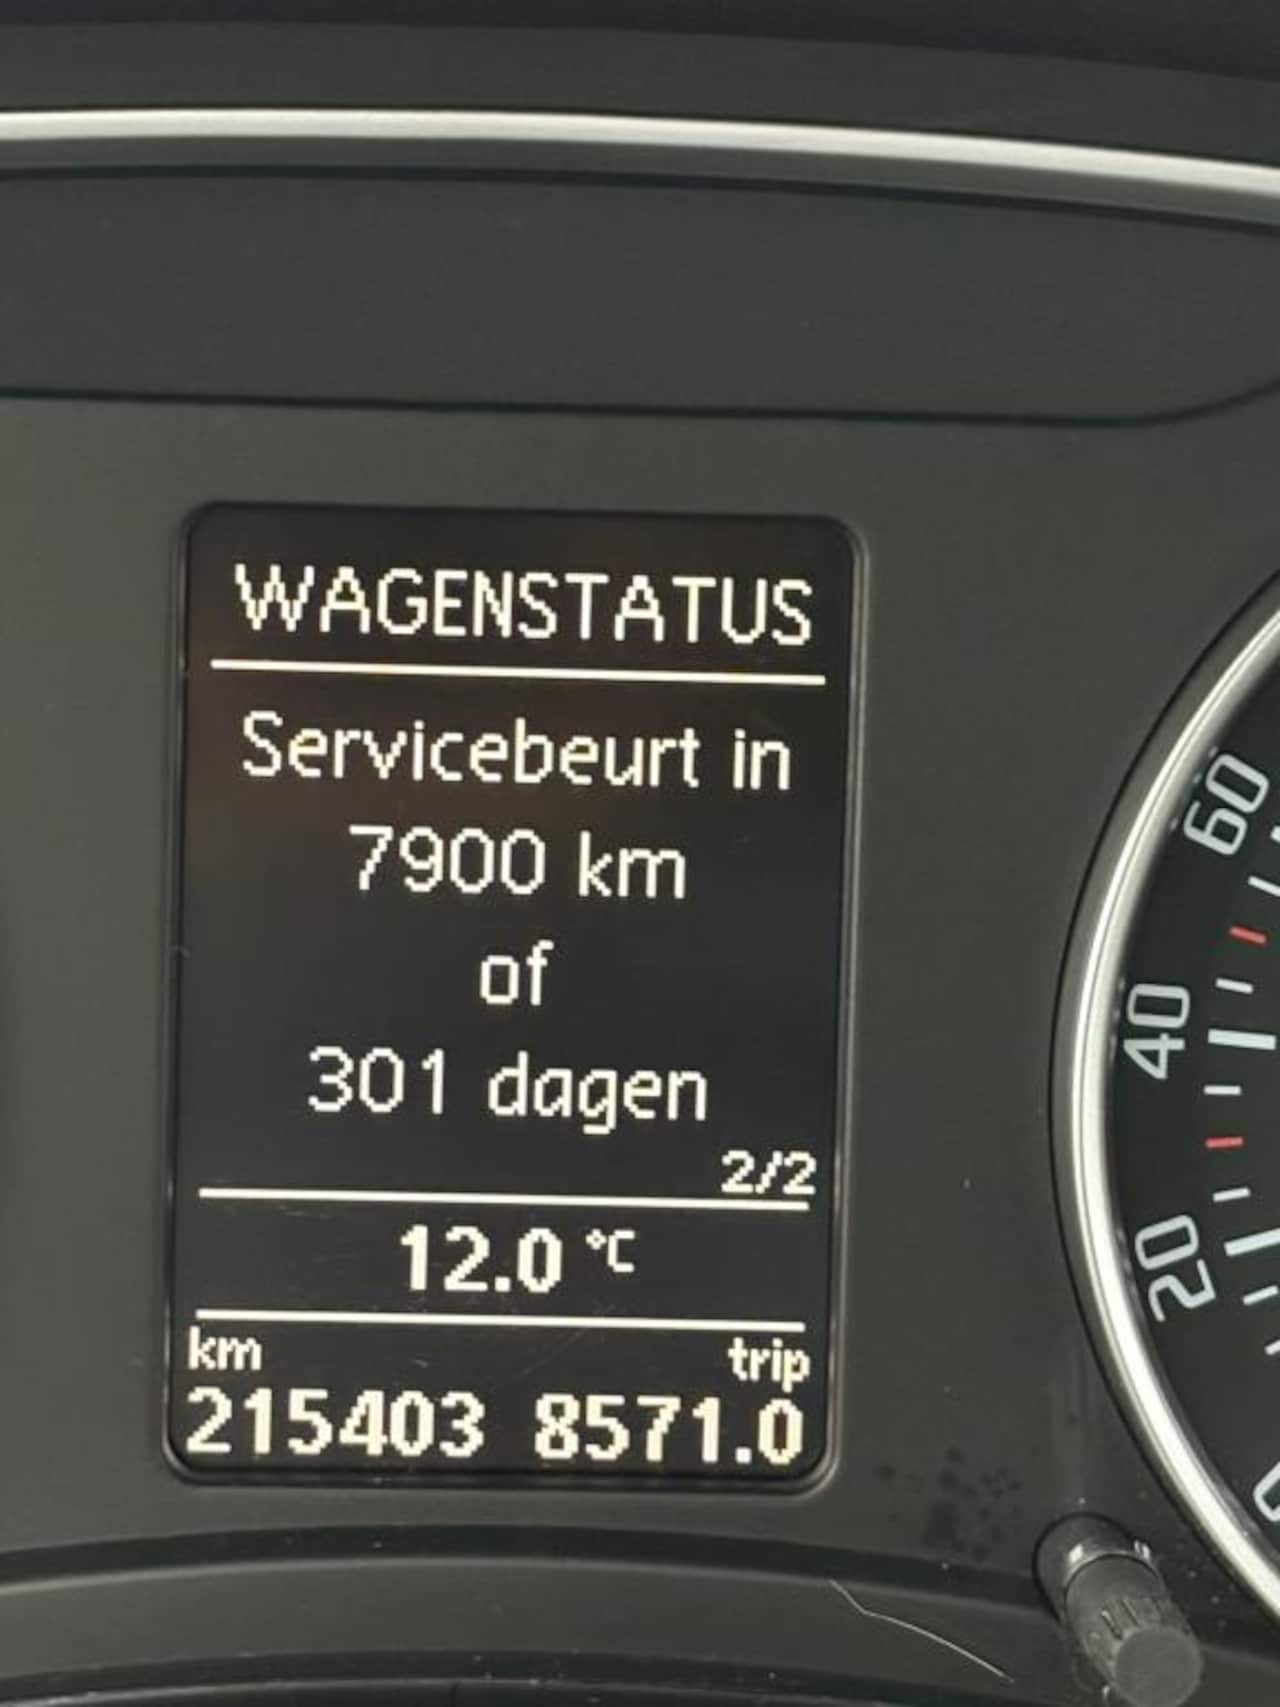 WAGENSTATUS
Servicebeurt in
7900 km
of
301 dagen
2/2
12.0 °C
km trip
215403 8571.0
60
40
20